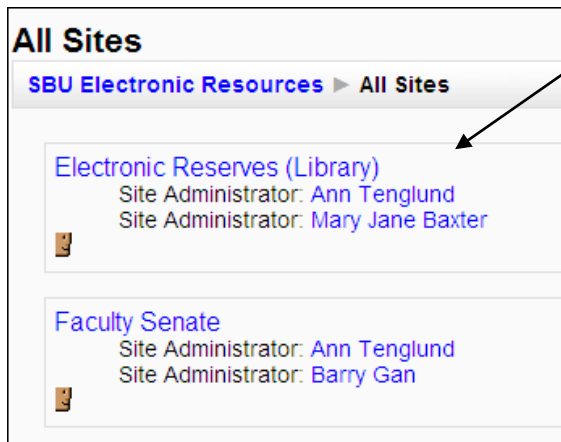 All Sites
SBU Electronic Resources ► All Sites
Electronic Reserves (Library)
Site Administrator: Ann Tenglund
Site Administrator: Mary Jane Baxter
Faculty Senate
Site Administrator: Ann Tenglund
Site Administrator: Barry Gan